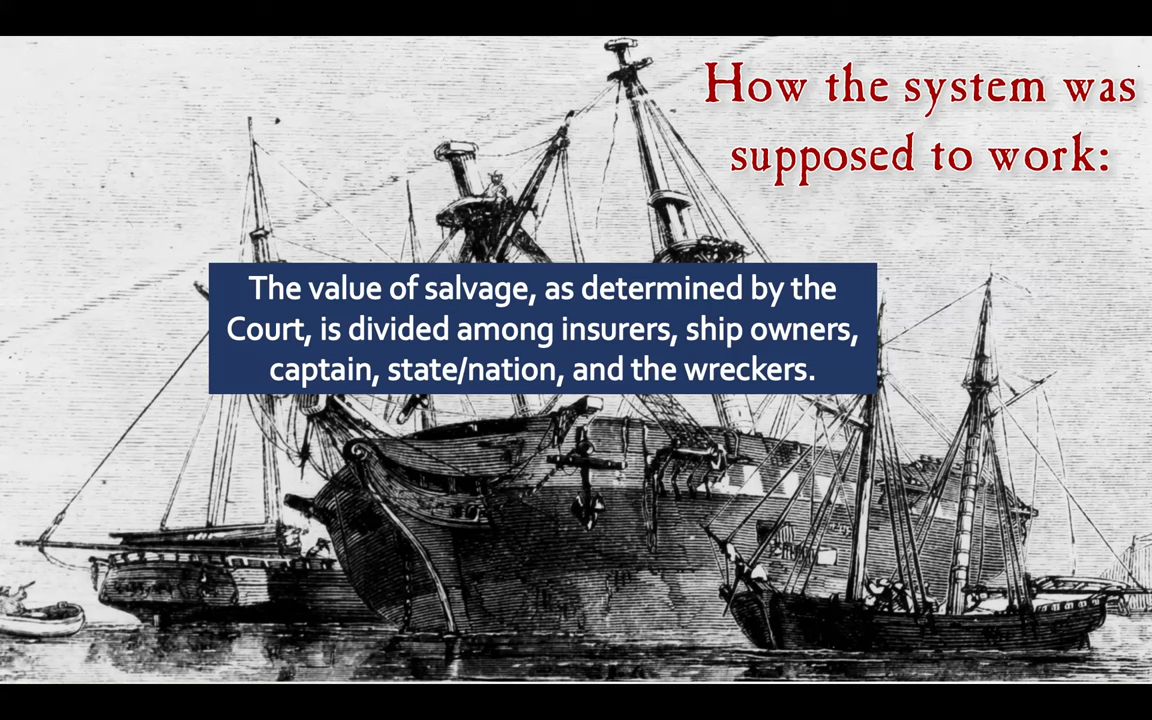 How the system was
supposed to work:
The value of salvage, as determined by the
Court, is divided among insurers, ship owners,
captain, state/nation, and the wreckers.